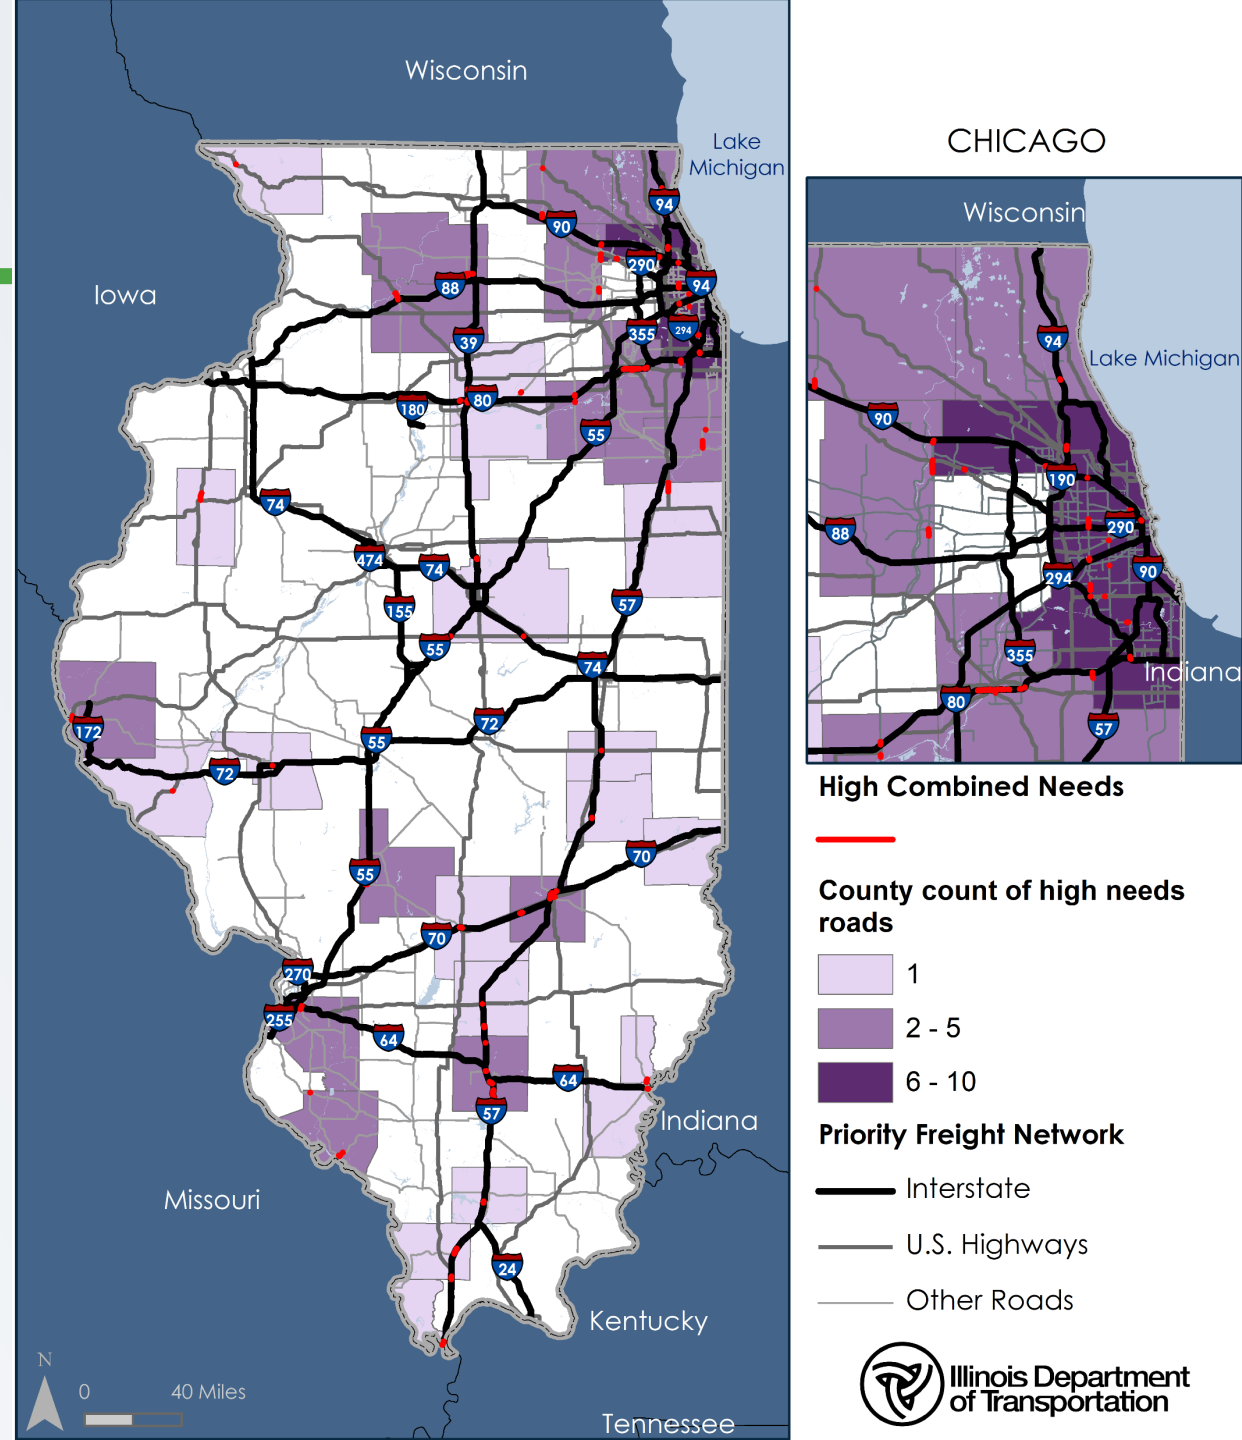 Wisconsin
Lake
Michigan
94
90
290
Iowa
88
94
355
294
39
180
80
55
74
474
74
155
57
55
74
172
72
55
72
70
55
70
270
255
64
64
57
Indiana
Missouri
24
Kentucky
N
0 40 Miles
Tennessee
CHICAGO
Wisconsin
94
Lake Michigan
90
190
88
290
294
90
355
Indiana
80
57
High Combined Needs
County count of high needs
roads
1
2 - 5
6 - 10
Priority Freight Network
Interstate
U.S. Highways
Other Roads
Illinois Department
of Transportation